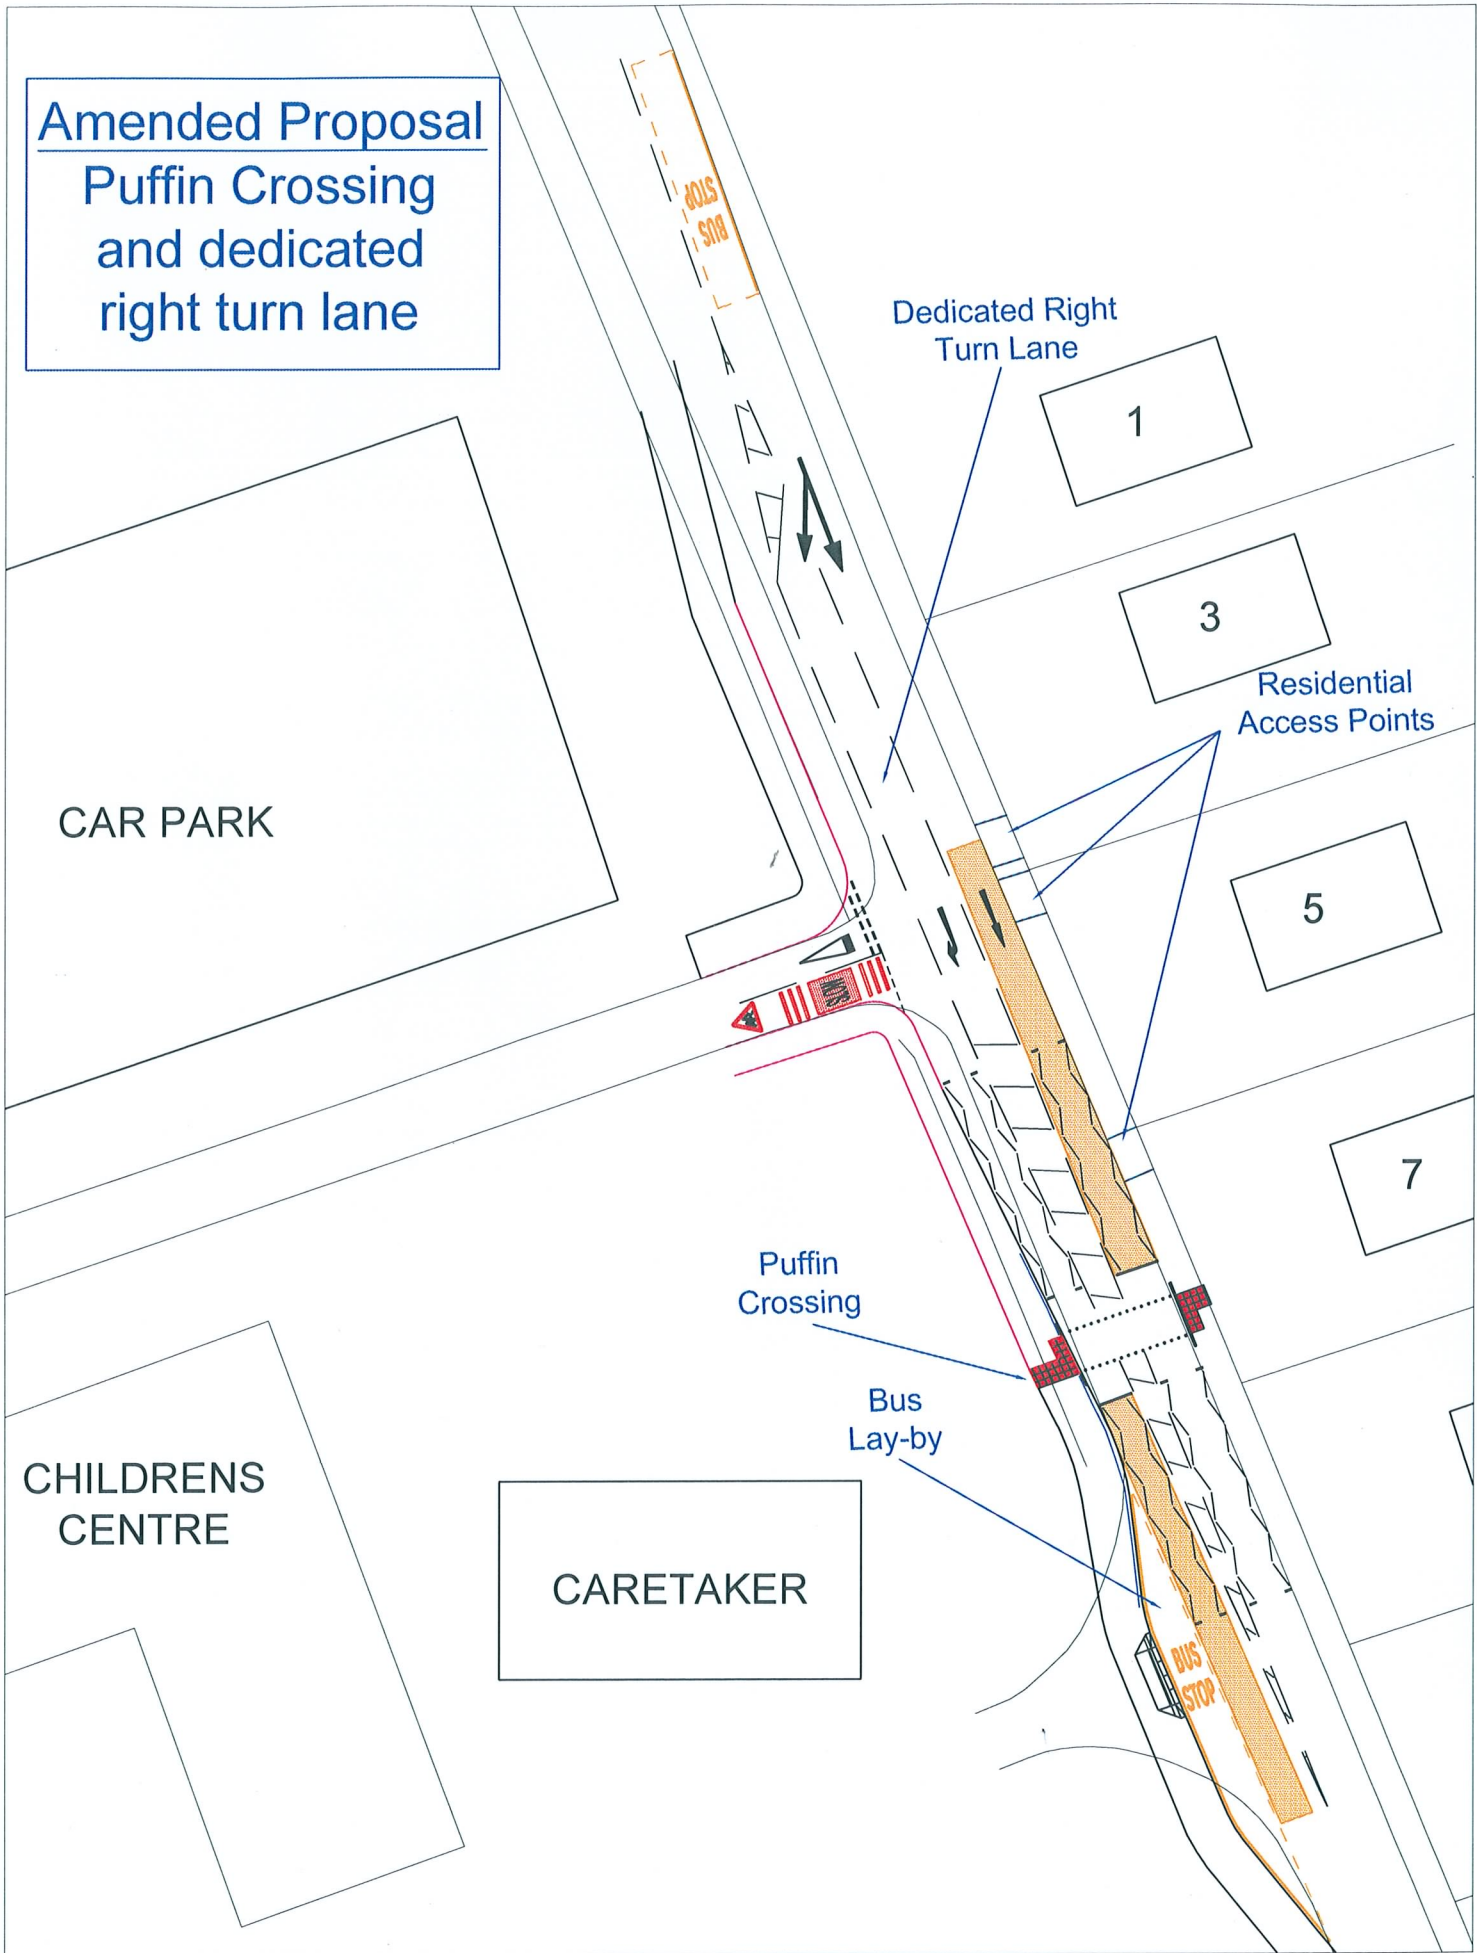 Amended Proposal
Puffin Crossing
and dedicated
right turn lane
BUS
STOP
Dedicated Right
Turn Lane
1
3
Residential
Access Points
CAR PARK
5
7
Puffin
Crossing
Bus
Lay-by
CHILDRENS
CENTRE
CARETAKER
BUS
STOP